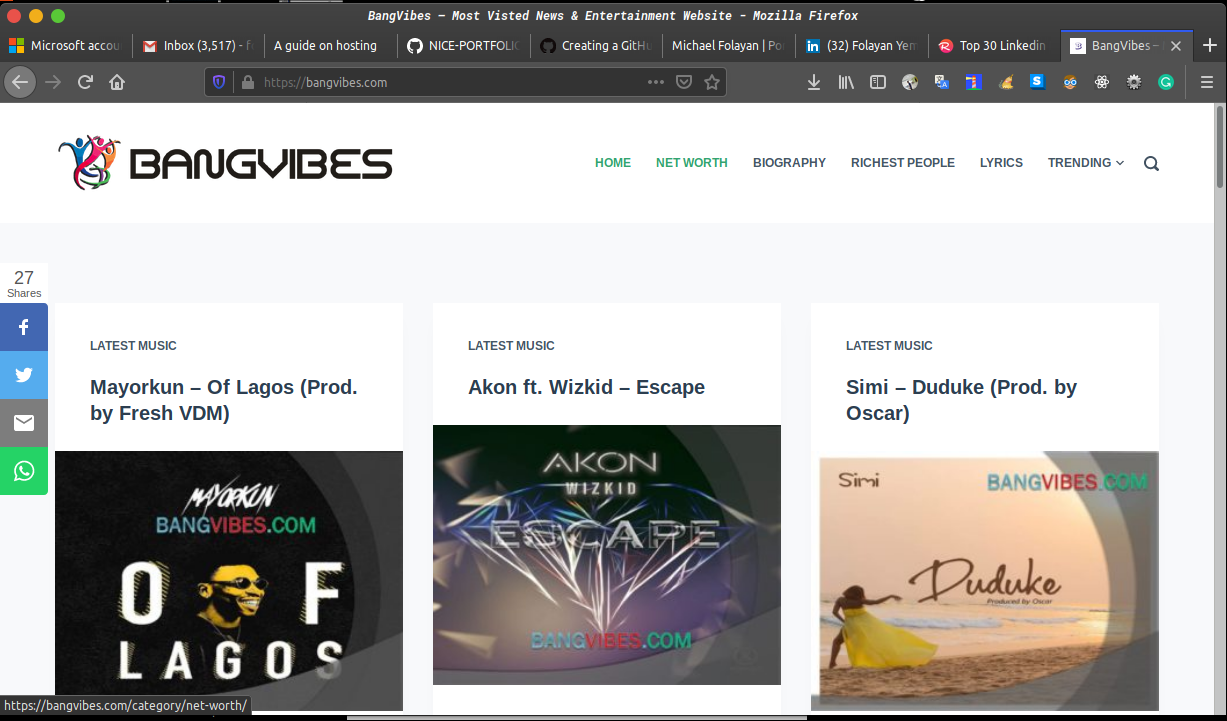 BangVibes – Most Visted News & Entertainment Website - Mozilla Firefox
Microsoft accou
Inbox (3,517) - f
A guide on hosting
NICE-PORTFOLIO
Creating a GitHu
Michael Folayan | Po
(32) Folayan Yem
Top 30 Linkedin
BangVibes –
https://bangvibes.com
BANGVIBES
HOME
NET WORTH
BIOGRAPHY
RICHEST PEOPLE
LYRICS
TRENDING
27
Shares
LATEST MUSIC
Mayorkun – Of Lagos (Prod.
by Fresh VDM)
MAYORKUN
BANGVIBES.COM
O F
LAGOS
LATEST MUSIC
Akon ft. Wizkid – Escape
AKON
WIZKID
ESCAPE
BANGVIBES.COM
LATEST MUSIC
Simi – Duduke (Prod. by
Oscar)
Simi
BANGVIBES.COM
Duduke
Produced by Oscar
https://bangvibes.com/category/net-worth/